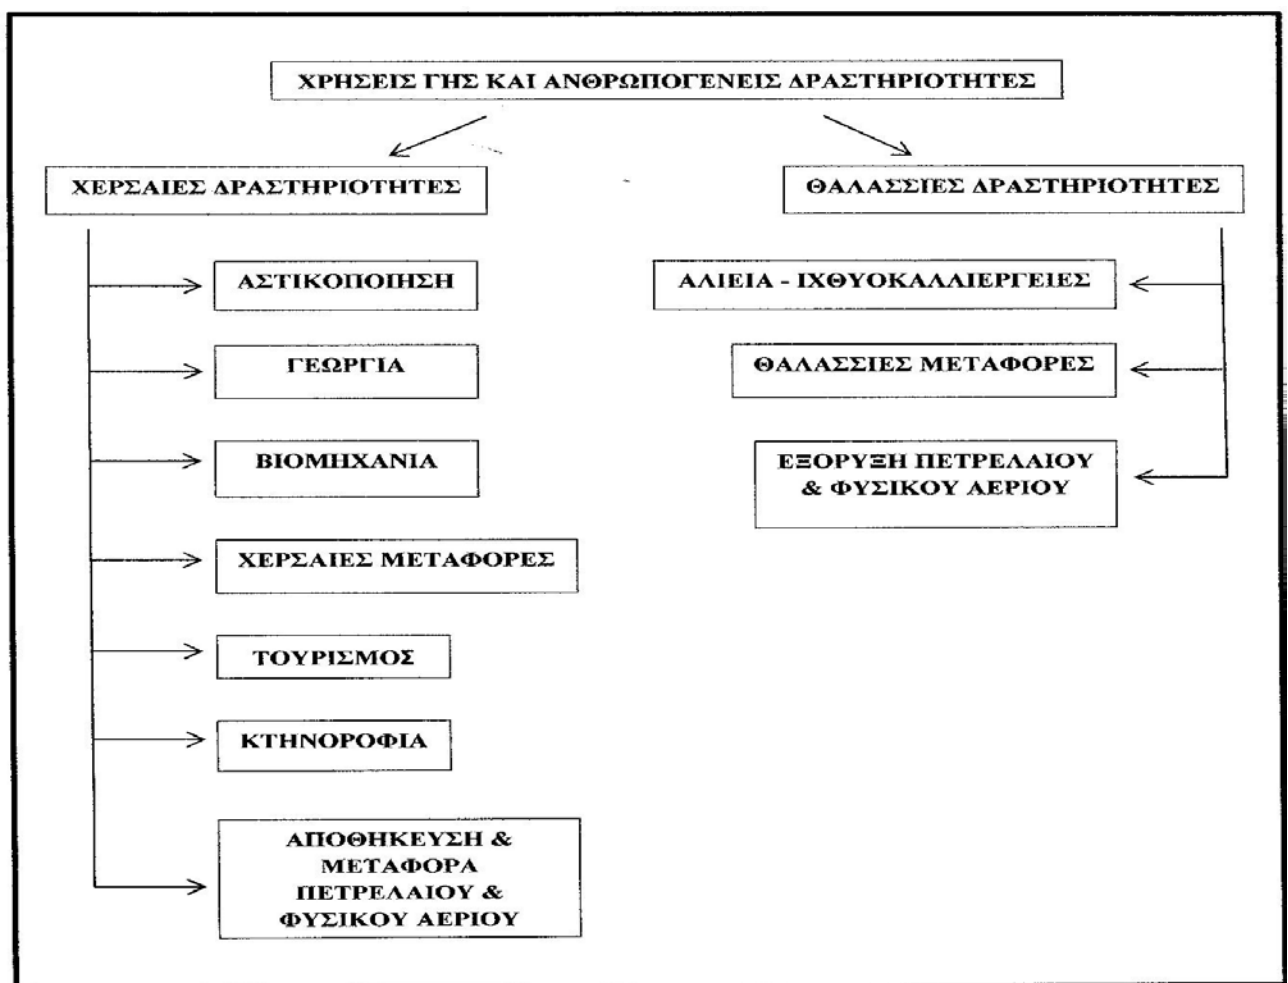 ΧΡΗΣΕΙΣ ΓΗΣ ΚΑΙ ΑΝΘΡΩΠΟΓΕΝΕΙΣ ΔΡΑΣΤΗΡΙΟΤΗΤΕΣ
ΧΕΡΣΑΙΕΣ ΔΡΑΣΤΗΡΙΟΤΗΤΕΣ
ΑΣΤΙΚΟΠΟΙΗΣΗ
ΓΕΩΡΓΙΑ
ΒΙΟΜΗΧΑΝΙΑ
ΧΕΡΣΑΙΕΣ ΜΕΤΑΦΟΡΕΣ
ΤΟΥΡΙΣΜΟΣ
ΚΤΗΝΟΡΟΦΙΑ
ΑΠΟΘΗΚΕΥΣΗ &
ΜΕΤΑΦΟΡΑ
ΠΕΤΡΕΛΑΙΟΥ &
ΦΥΣΙΚΟΥ ΑΕΡΙΟΥ
ΘΑΛΑΣΣΙΕΣ ΔΡΑΣΤΗΡΙΟΤΗΤΕΣ
ΑΛΙΕΙΑ - ΙΧΘΥΟΚΑΛΛΙΕΡΓΕΙΕΣ
ΘΑΛΑΣΣΙΕΣ ΜΕΤΑΦΟΡΕΣ
ΕΞΟΡΥΞΗ ΠΕΤΡΕΛΑΙΟΥ
& ΦΥΣΙΚΟΥ ΑΕΡΙΟΥ